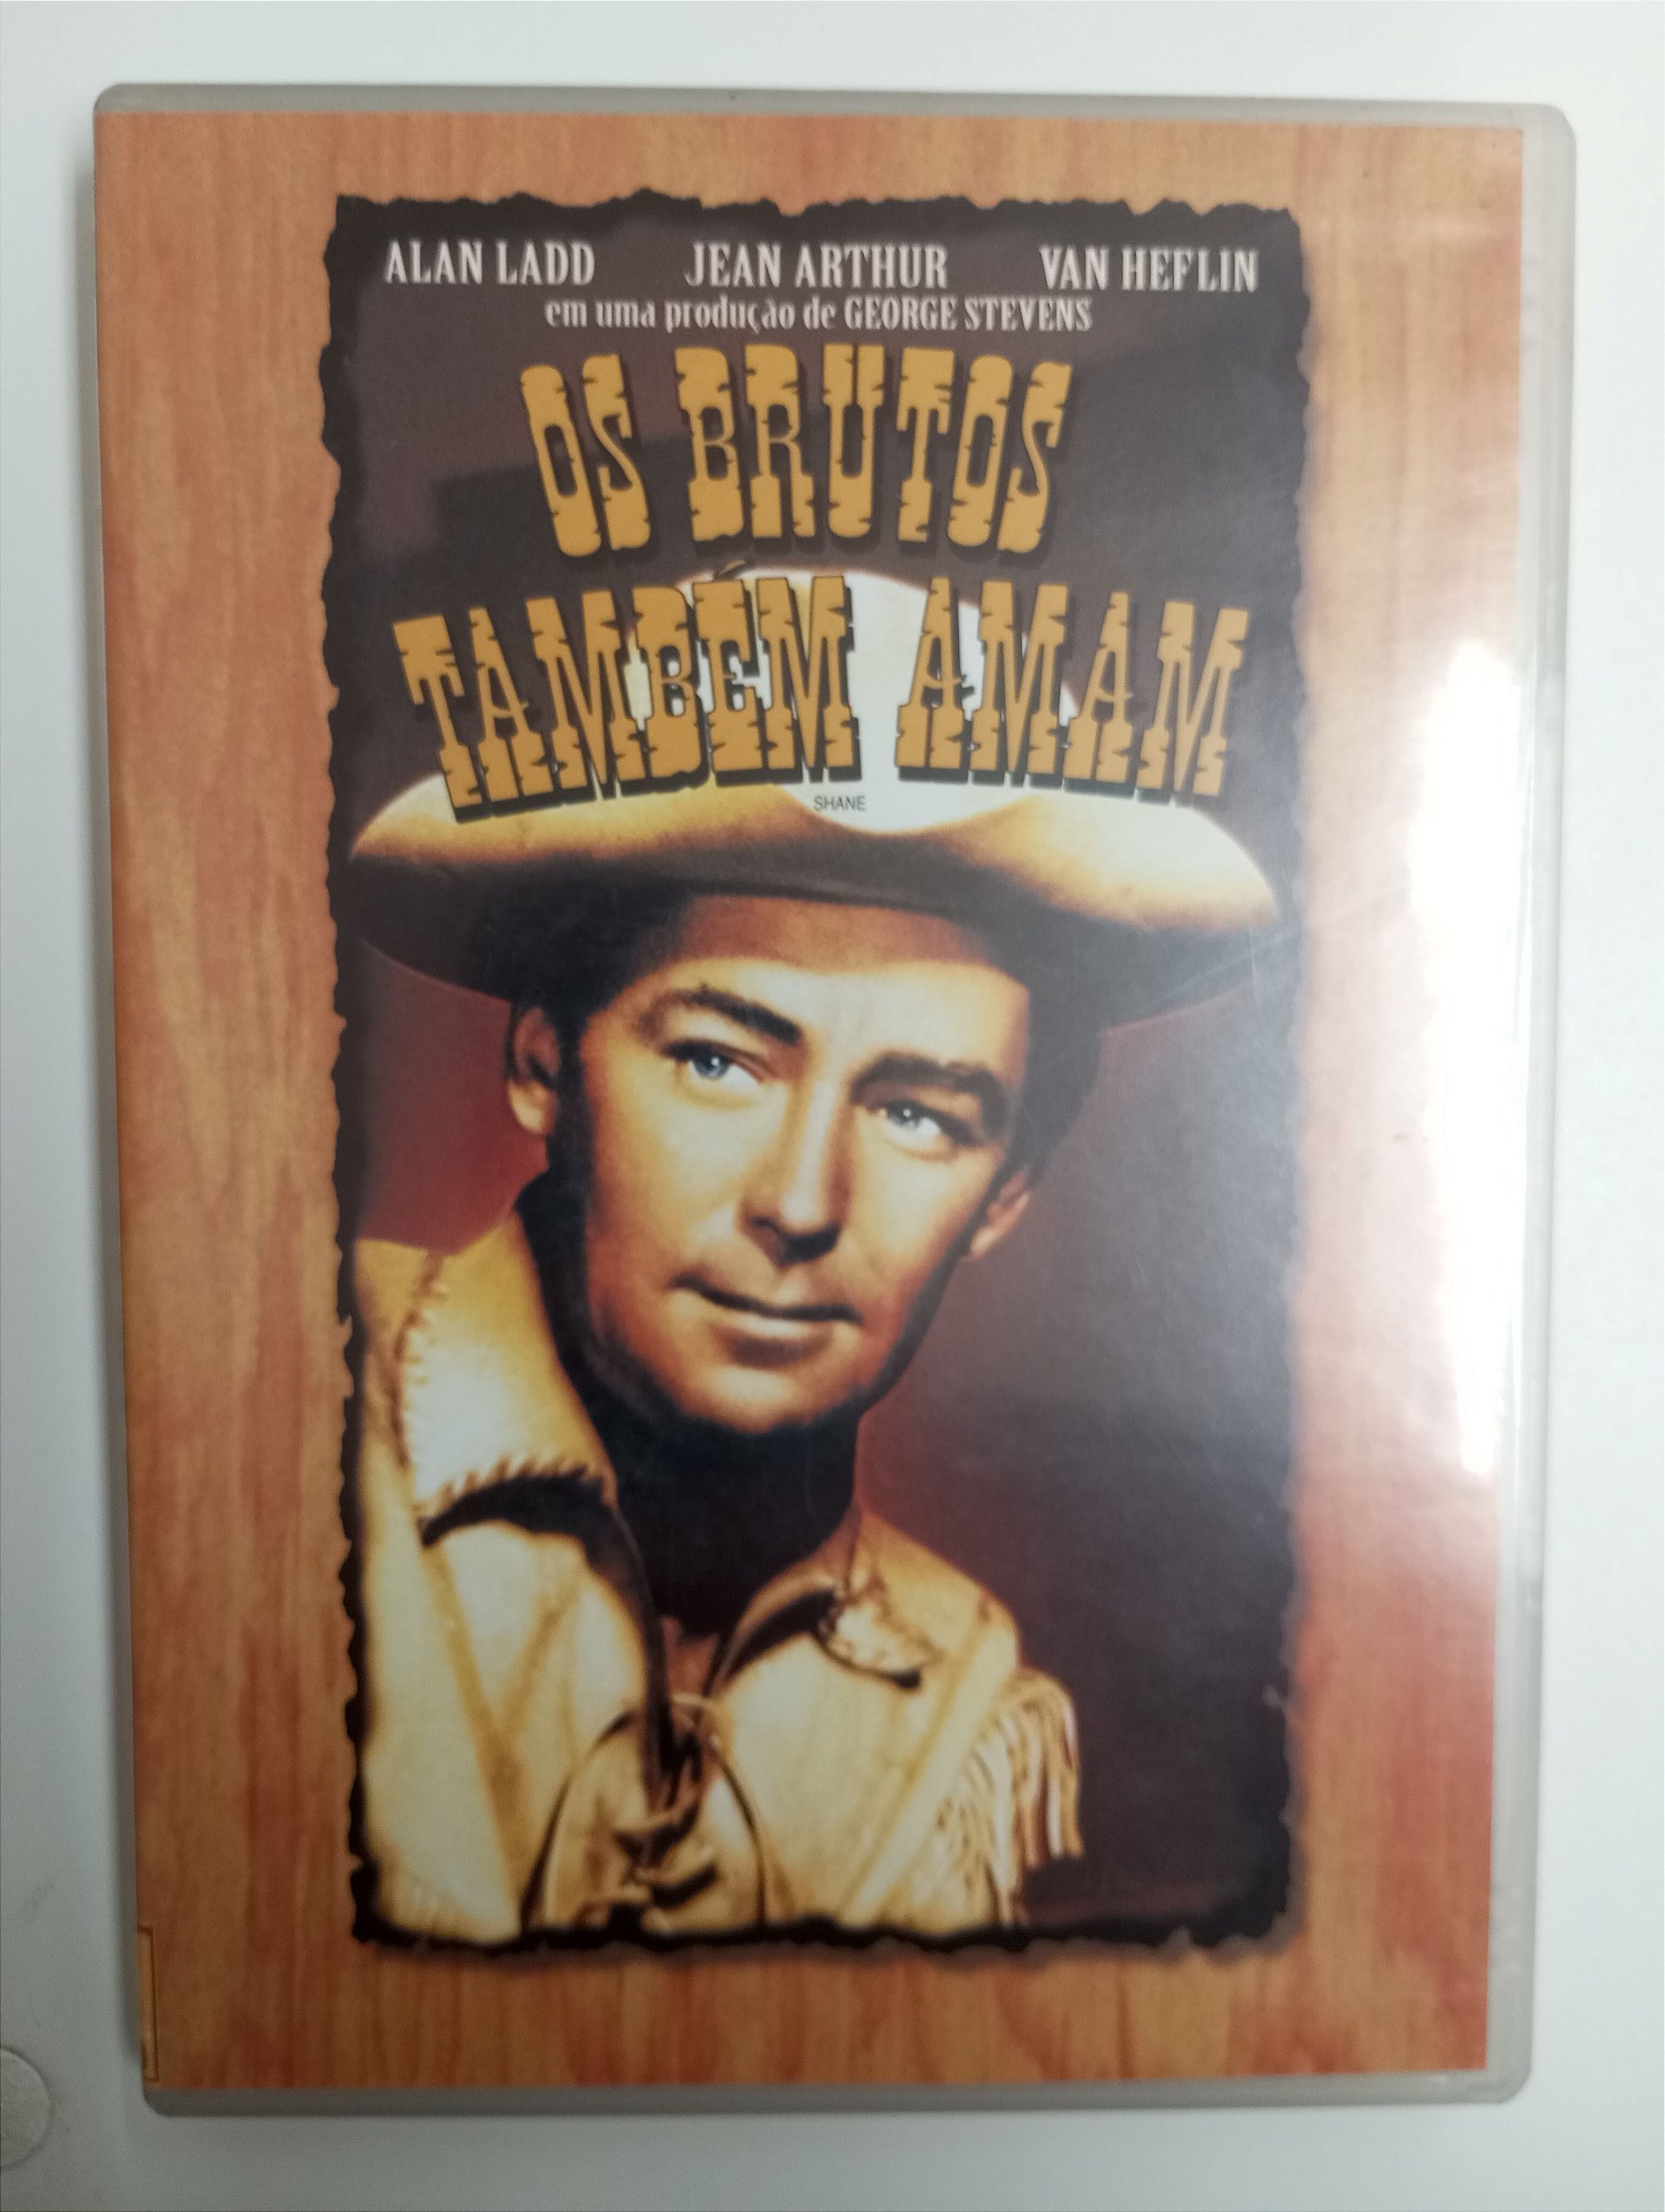 ALAN LADD JEAN ARTHUR VAN HEFLIN
em uma produção de GEORGE STEVENS
OS BRUTOS
TAMBÉM AMAM
SHANE